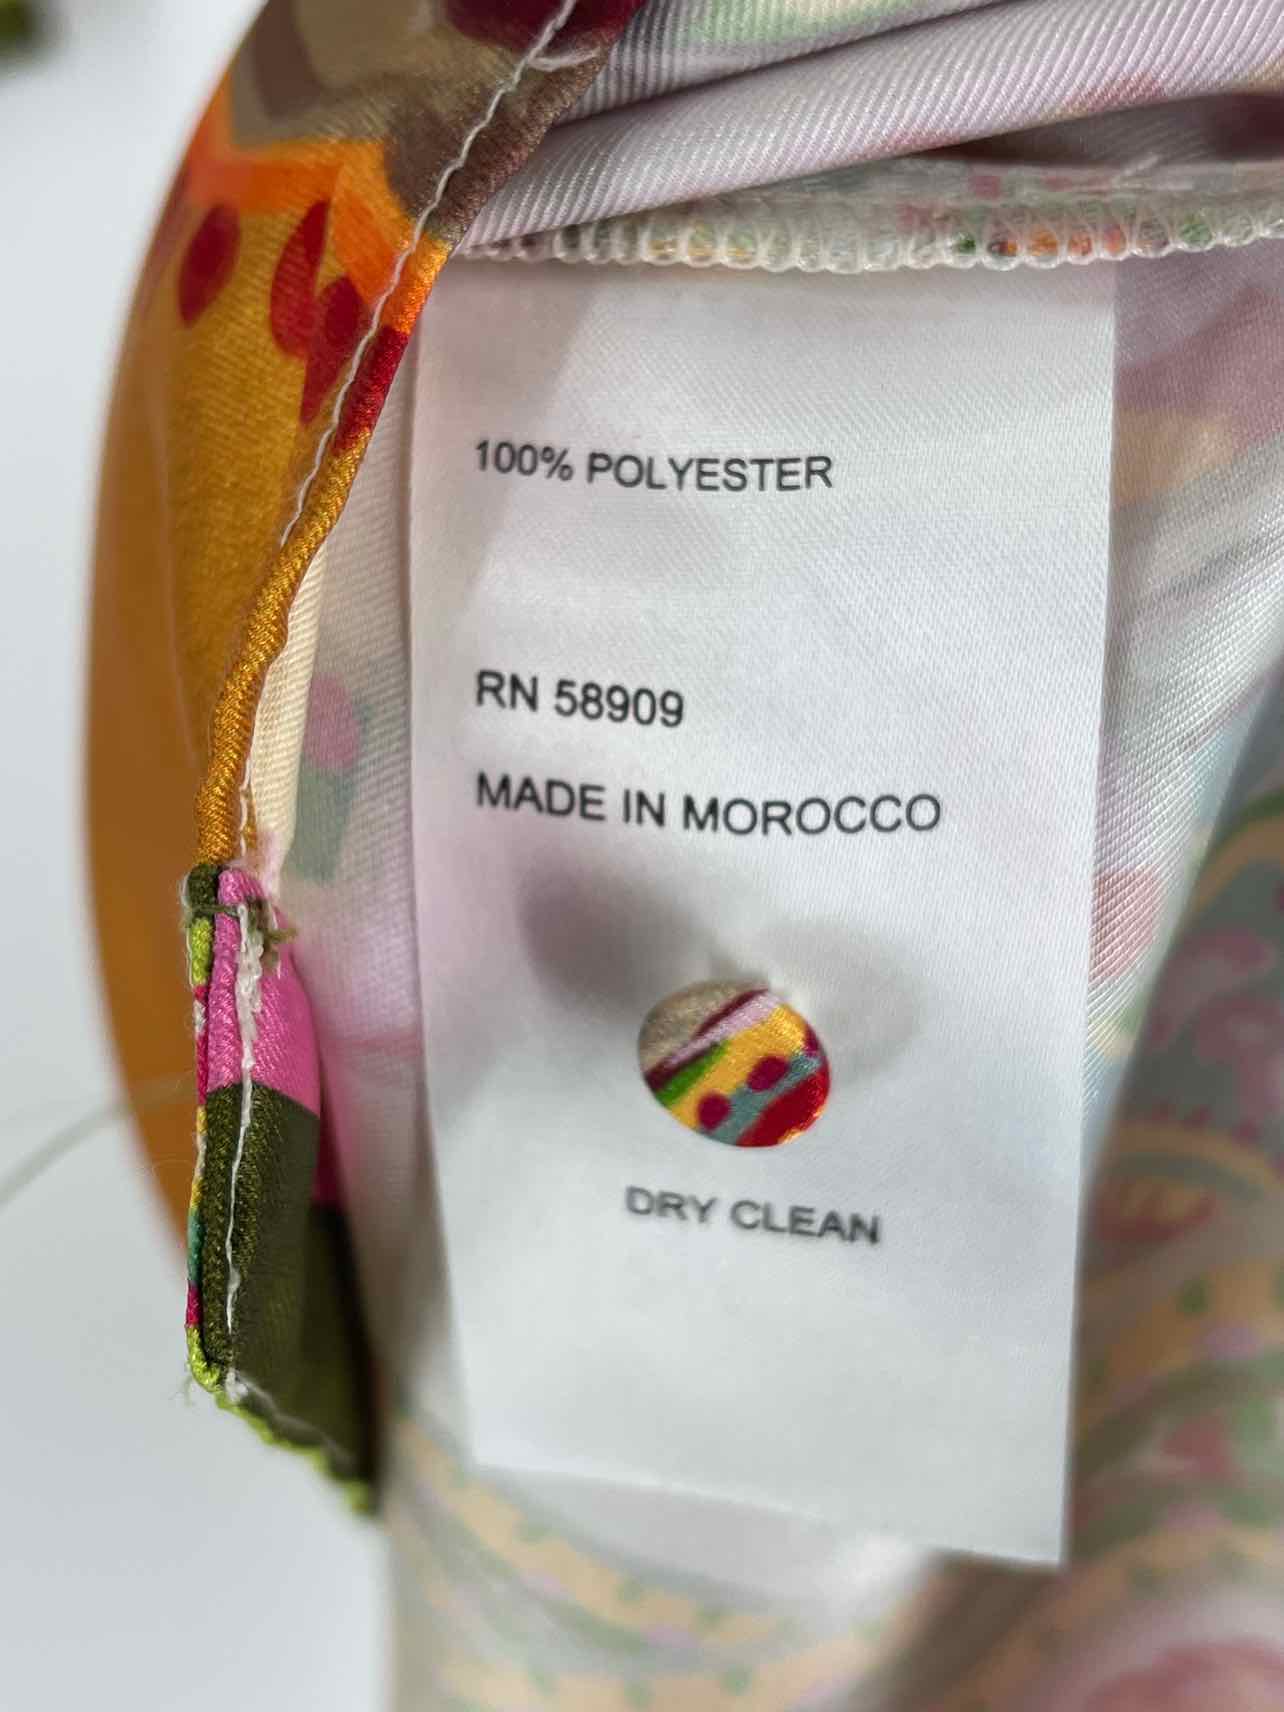 100% POLYESTER
RN 58909
MADE IN MOROCCO
DRY CLEAN